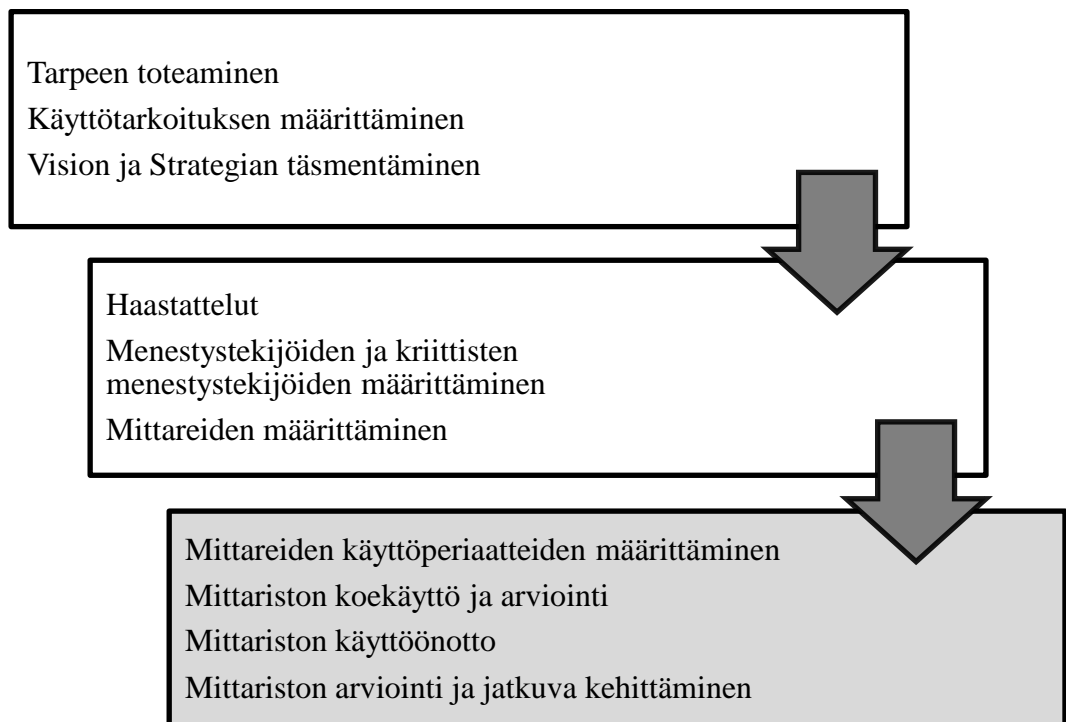 Tarpeen toteaminen
Käyttötarkoituksen määrittäminen
Vision ja Strategian täsmentäminen
Haastattelut
Menestystekijöiden ja kriittisten
menestystekijöiden määrittäminen
Mittareiden määrittäminen
Mittareiden käyttöperiaatteiden määrittäminen
Mittariston koekäyttö ja arviointi
Mittariston käyttöönotto
Mittariston arviointi ja jatkuva kehittäminen